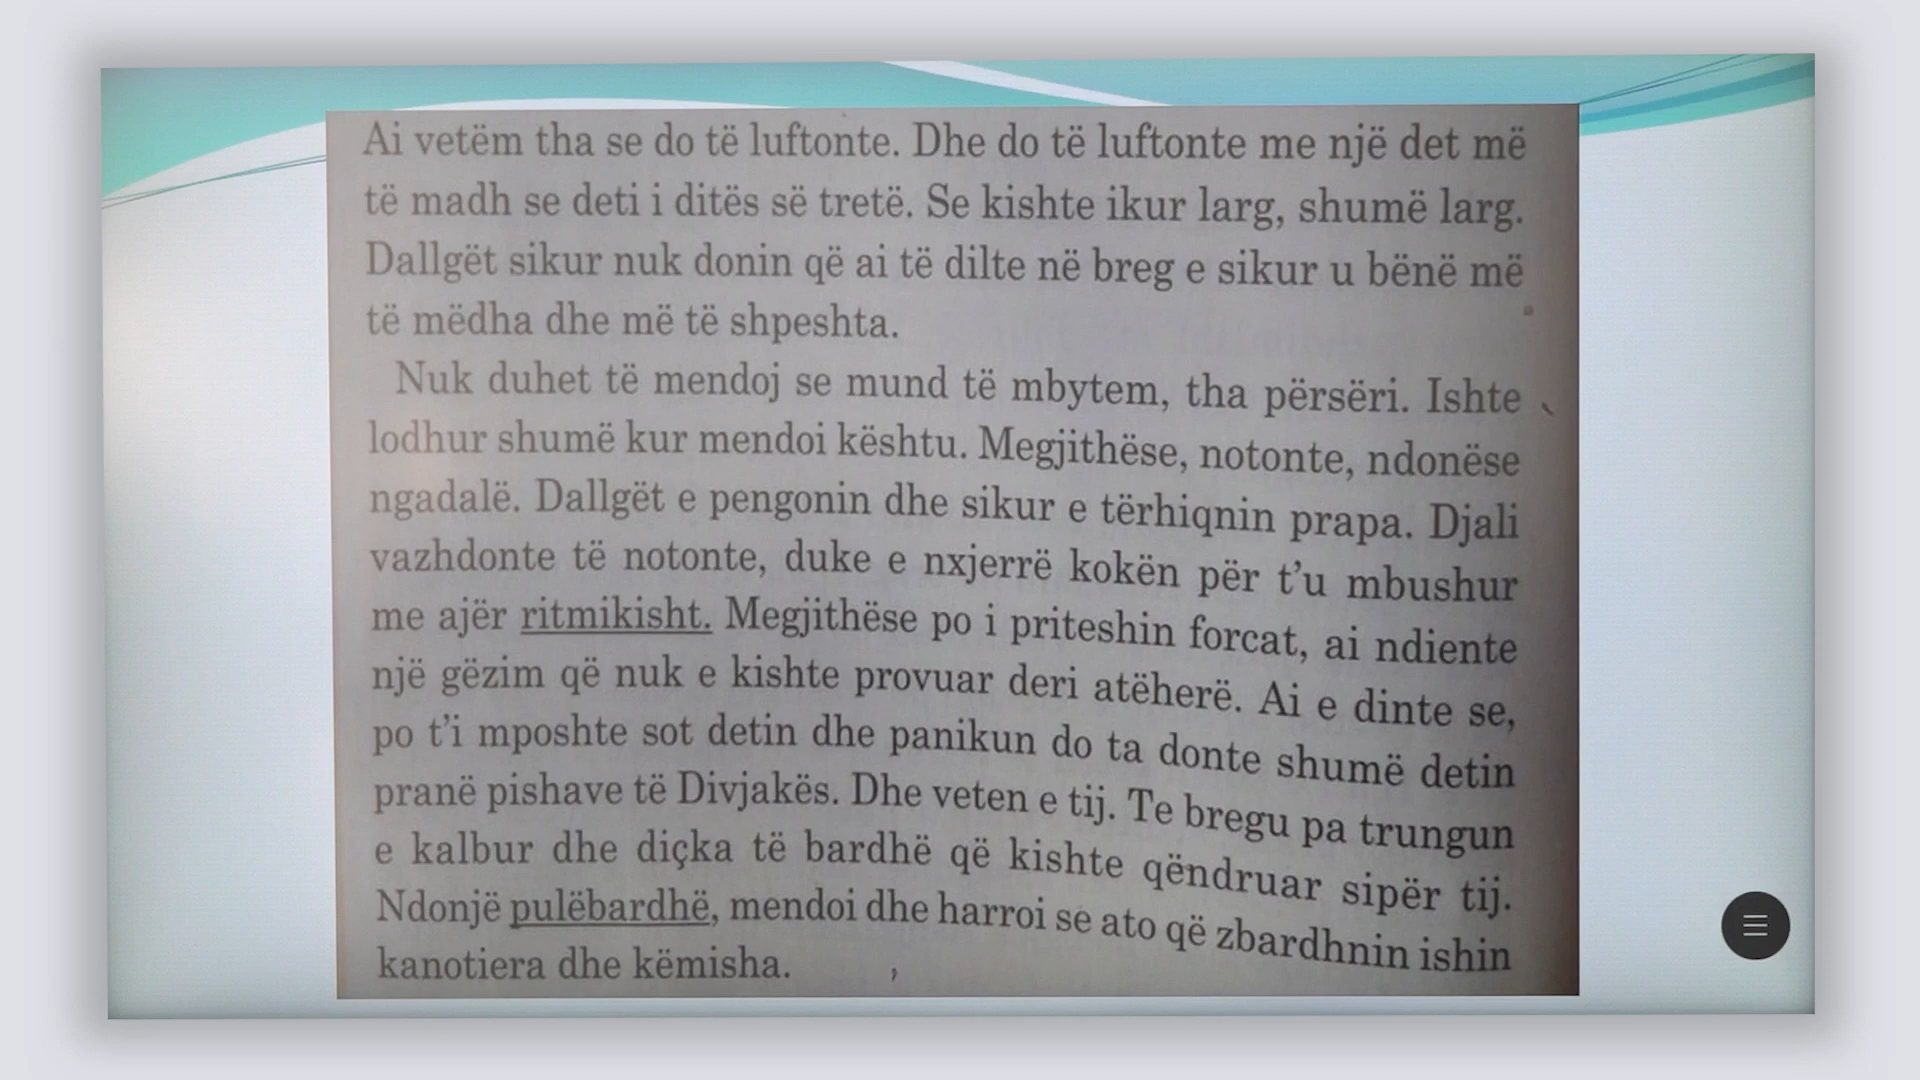 Ai vetëm tha se do të luftonte. Dhe do të luftonte me një det më
të madh se deti i ditës së tretë. Se kishte ikur larg, shumë larg.
Dallgët sikur nuk donin që ai të dilte në breg e sikur u bënë më
të mëdha dhe më të shpeshta.
Nuk duhet të mendoj se mund të mbytem, tha përsëri. Ishte
lodhur shumë kur mendoi kështu. Megjithëse, notonte, ndonëse
ngadalë. Dallgët e pengonin dhe sikur e tërhiqnin prapa. Djali
vazhdonte të notonte, duke e nxjerrë kokën për t’u mbushur
me ajër ritmikisht. Megjithëse po i priteshin forcat, ai ndiente
një gëzim që nuk e kishte provuar deri atëherë. Ai e dinte se,
po t’i mposhte sot detin dhe panikun do ta donte shumë detin
pranë pishave të Divjakës. Dhe veten e tij. Te bregu pa trungun
e kalbur dhe diçka të bardhë që kishte qëndruar sipër tij.
Ndonjë pulëbardhë, mendoi dhe harroi se ato që zbardhnin ishin
kanotiera dhe këmisha.